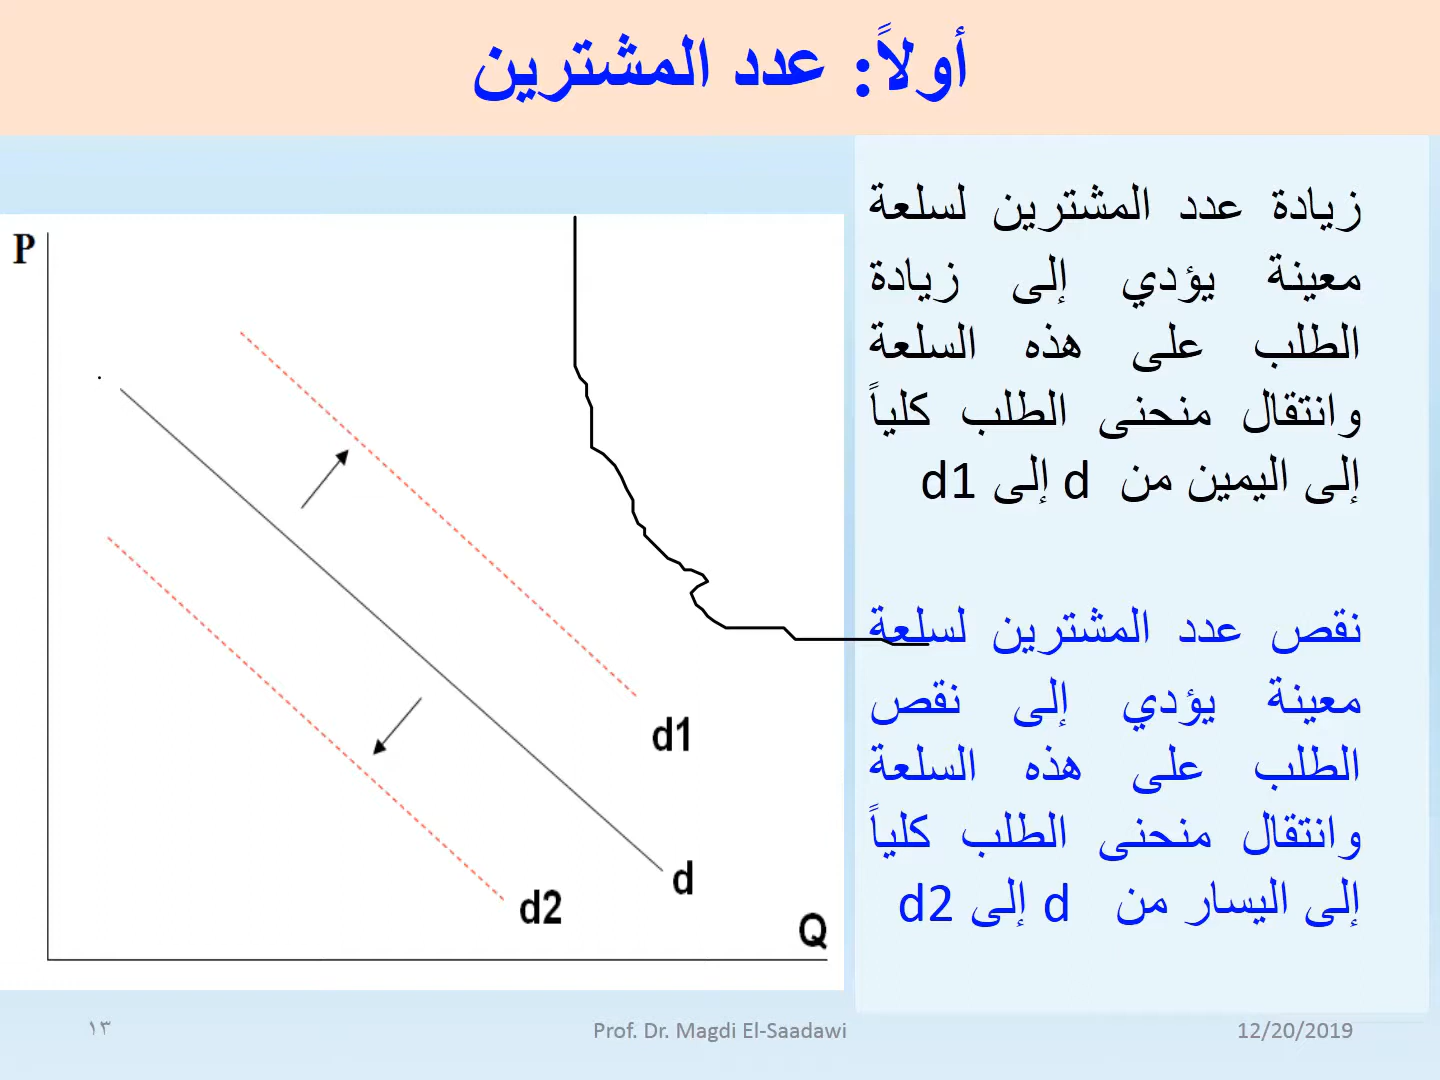 أولاً: عدد المشترين
زيادة عدد المشترين لسلعة
معينة يؤدي إلى زيادة
الطلب على هذه السلعة
وانتقال منحنى الطلب كلياً
إلى اليمين من d إلى d1
نقص عدد المشترين لسلعة
معينة يؤدي إلى نقص
الطلب على هذه السلعة
وانتقال منحنى الطلب كلياً
إلى اليسار من d إلى d2
P
d1
d
d2
Q
١٣
Prof. Dr. Magdi El-Saadawi
12/20/2019